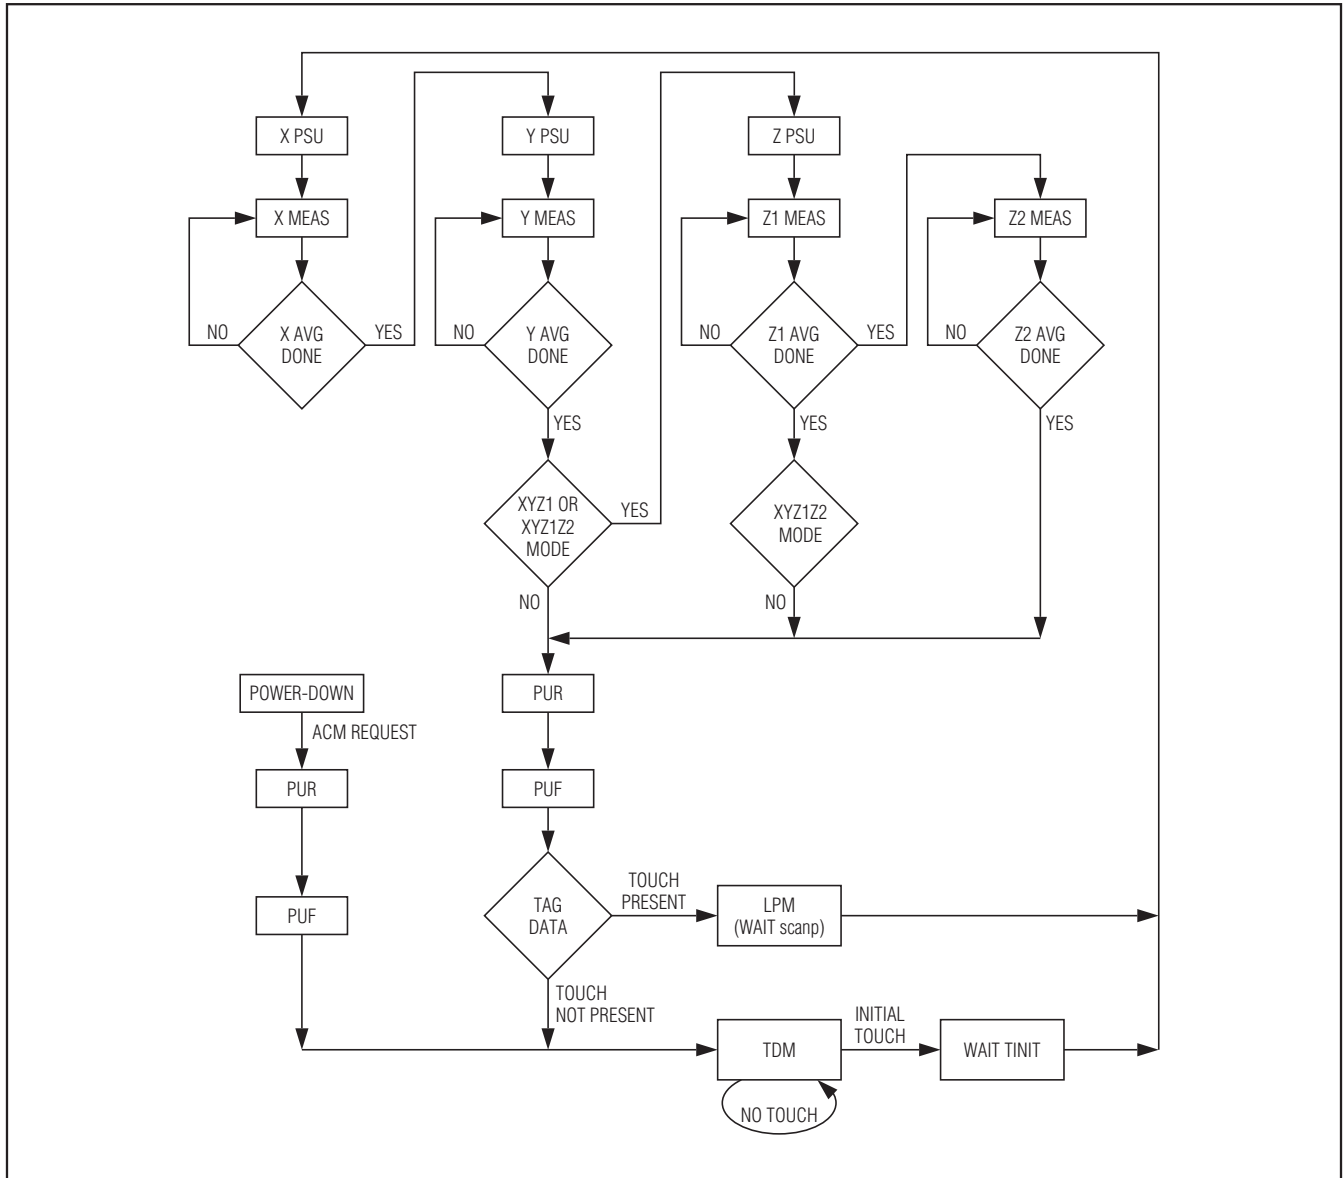 X PSU
Y PSU
Z PSU
X MEAS
Y MEAS
Z1 MEAS
Z2 MEAS
NO
X AVG
DONE
YES
NO
Y AVG
DONE
NO
Z1 AVG
DONE
YES
NO
Z2 AVG
DONE
YES
YES
YES
XYZ1 OR
XYZ1Z2
MODE
YES
XYZ1Z2
MODE
NO
NO
POWER-DOWN
PUR
ACM REQUEST
PUR
PUF
PUF
TAG
DATA
TOUCH
PRESENT
LPM
(WAIT scanp)
TOUCH
NOT PRESENT
TDM
INITIAL
TOUCH
WAIT TINIT
NO TOUCH